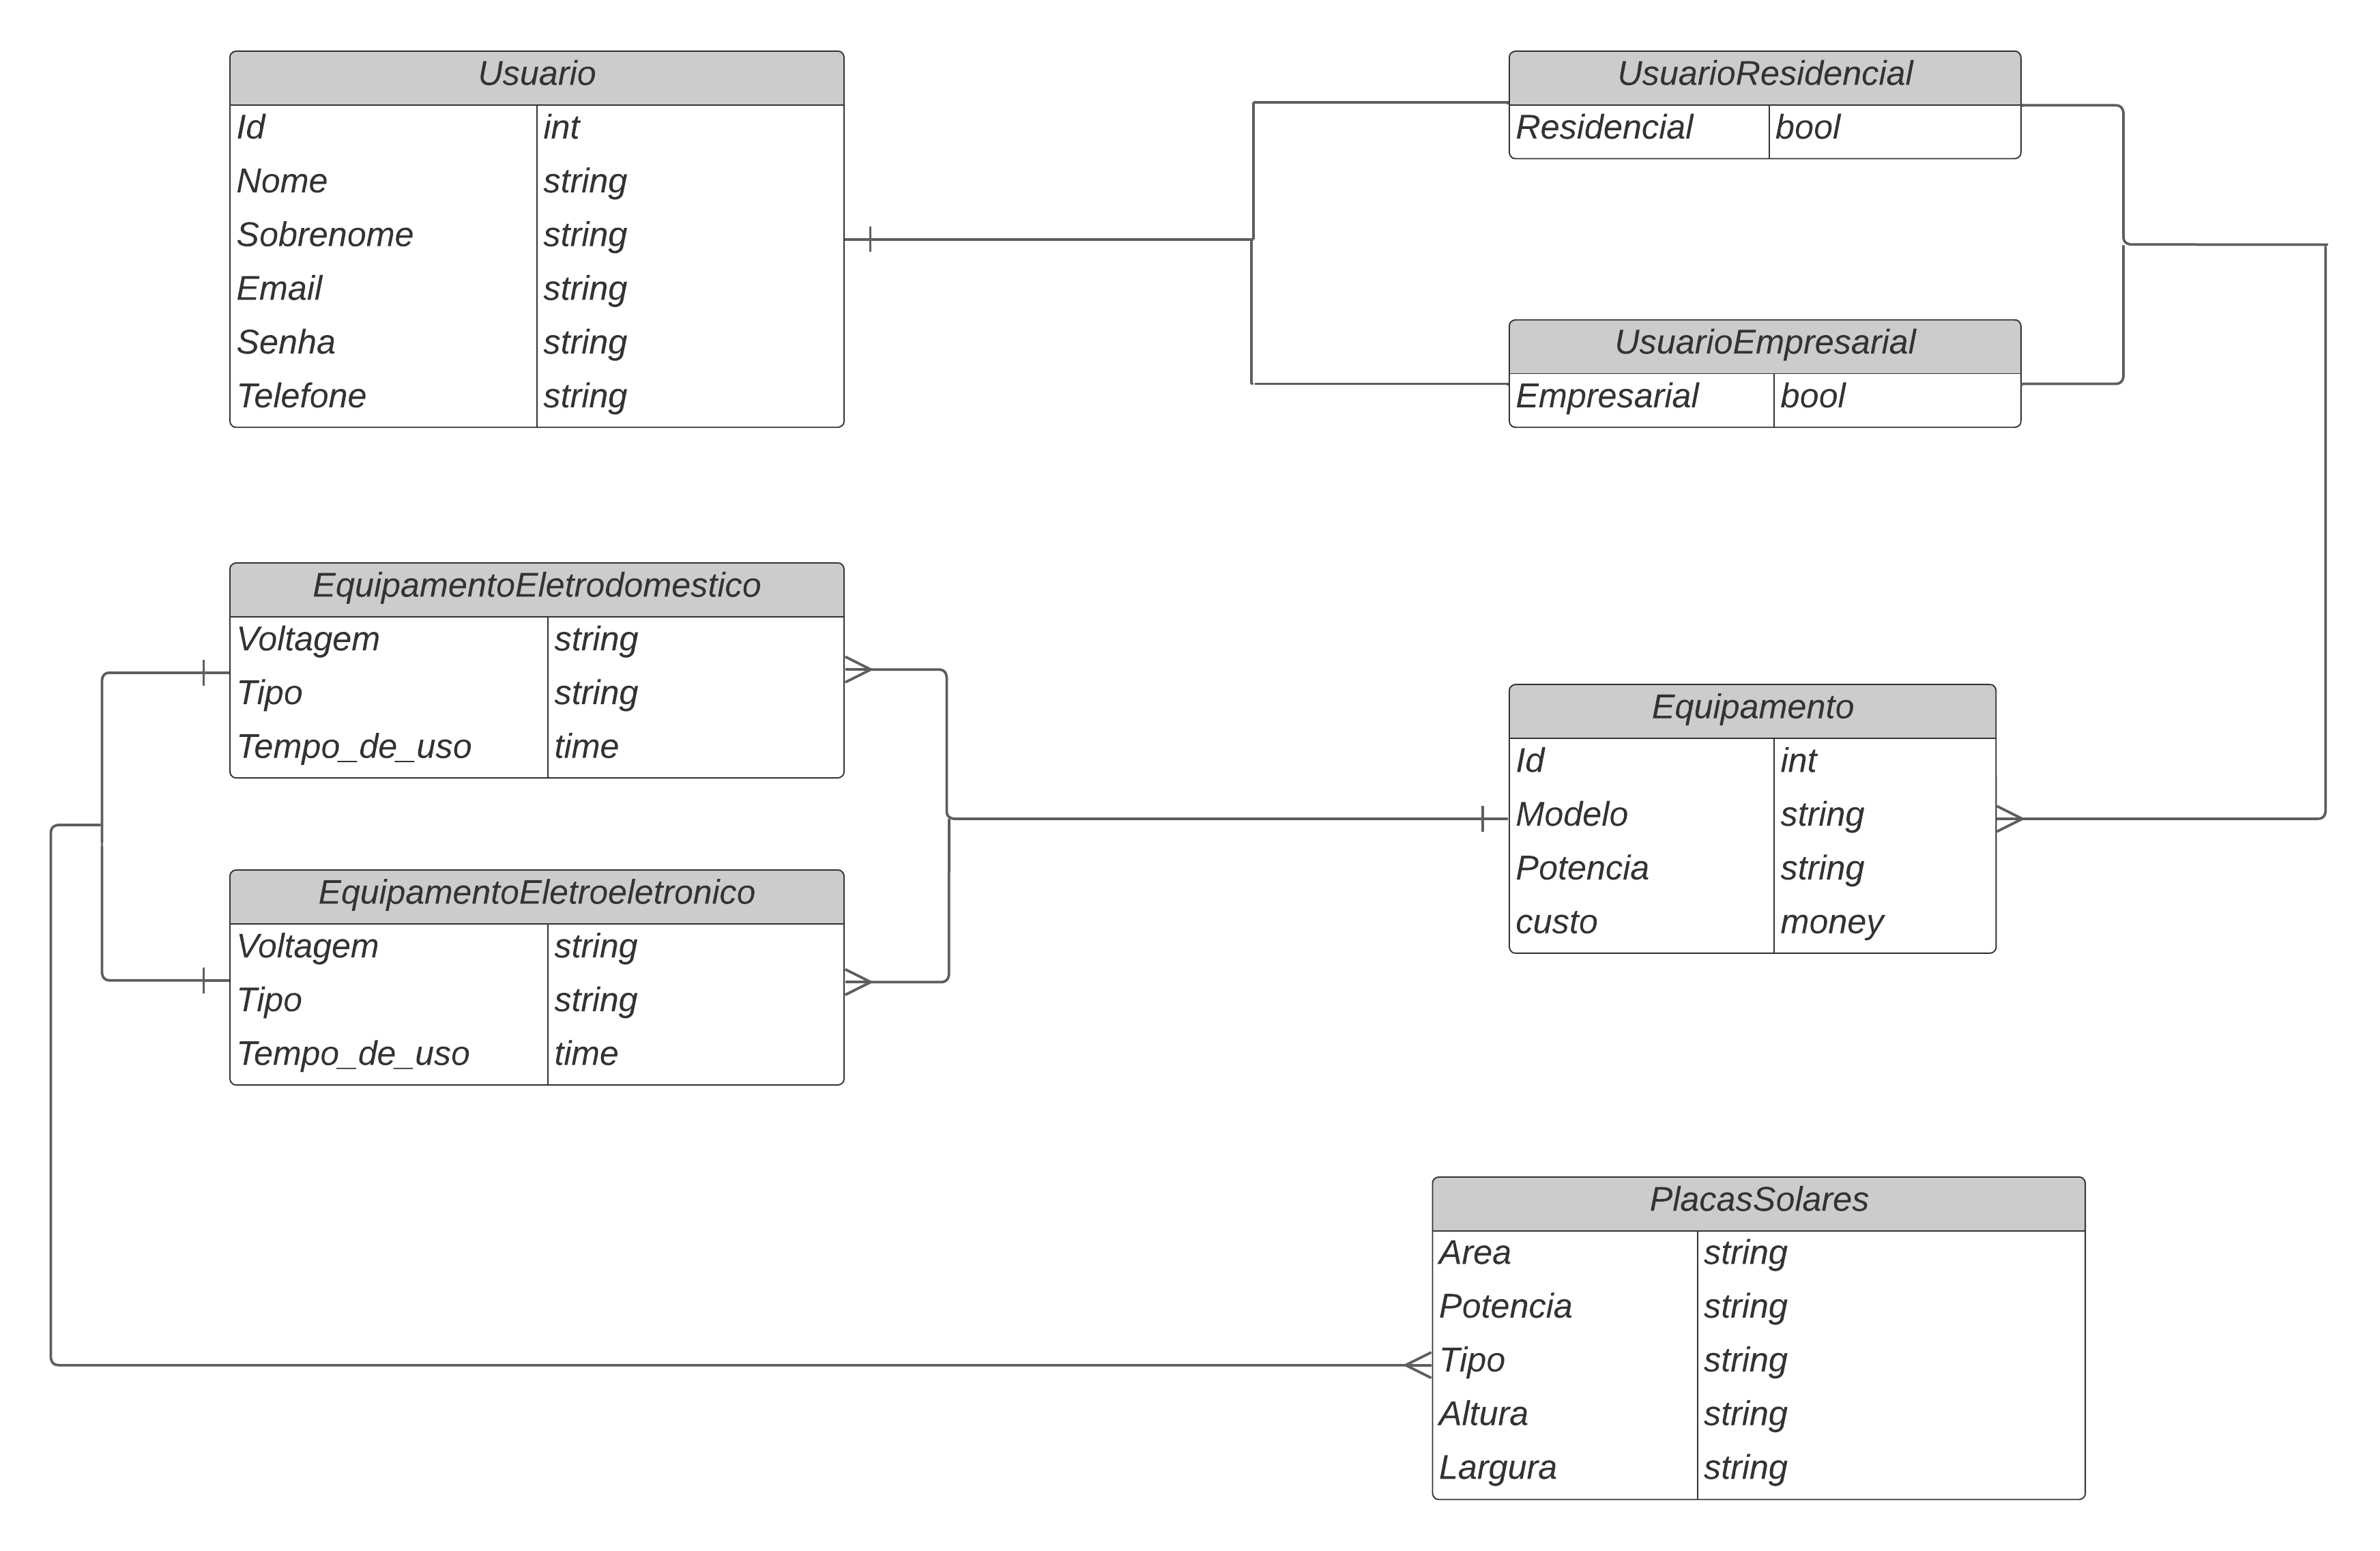 Usuario
Id int
Nome string
Sobrenome string
Email string
Senha string
Telefone string
UsuarioResidencial
Residencial bool
UsuarioEmpresarial
Empresarial bool
EquipamentoEletrodomestico
Voltagem string
Tipo string
Tempo_de_uso time
EquipamentoEletroeletronico
Voltagem string
Tipo string
Tempo_de_uso time
Equipamento
Id int
Modelo string
Potencia string
custo money
PlacasSolares
Area string
Potencia string
Tipo string
Altura string
Largura string